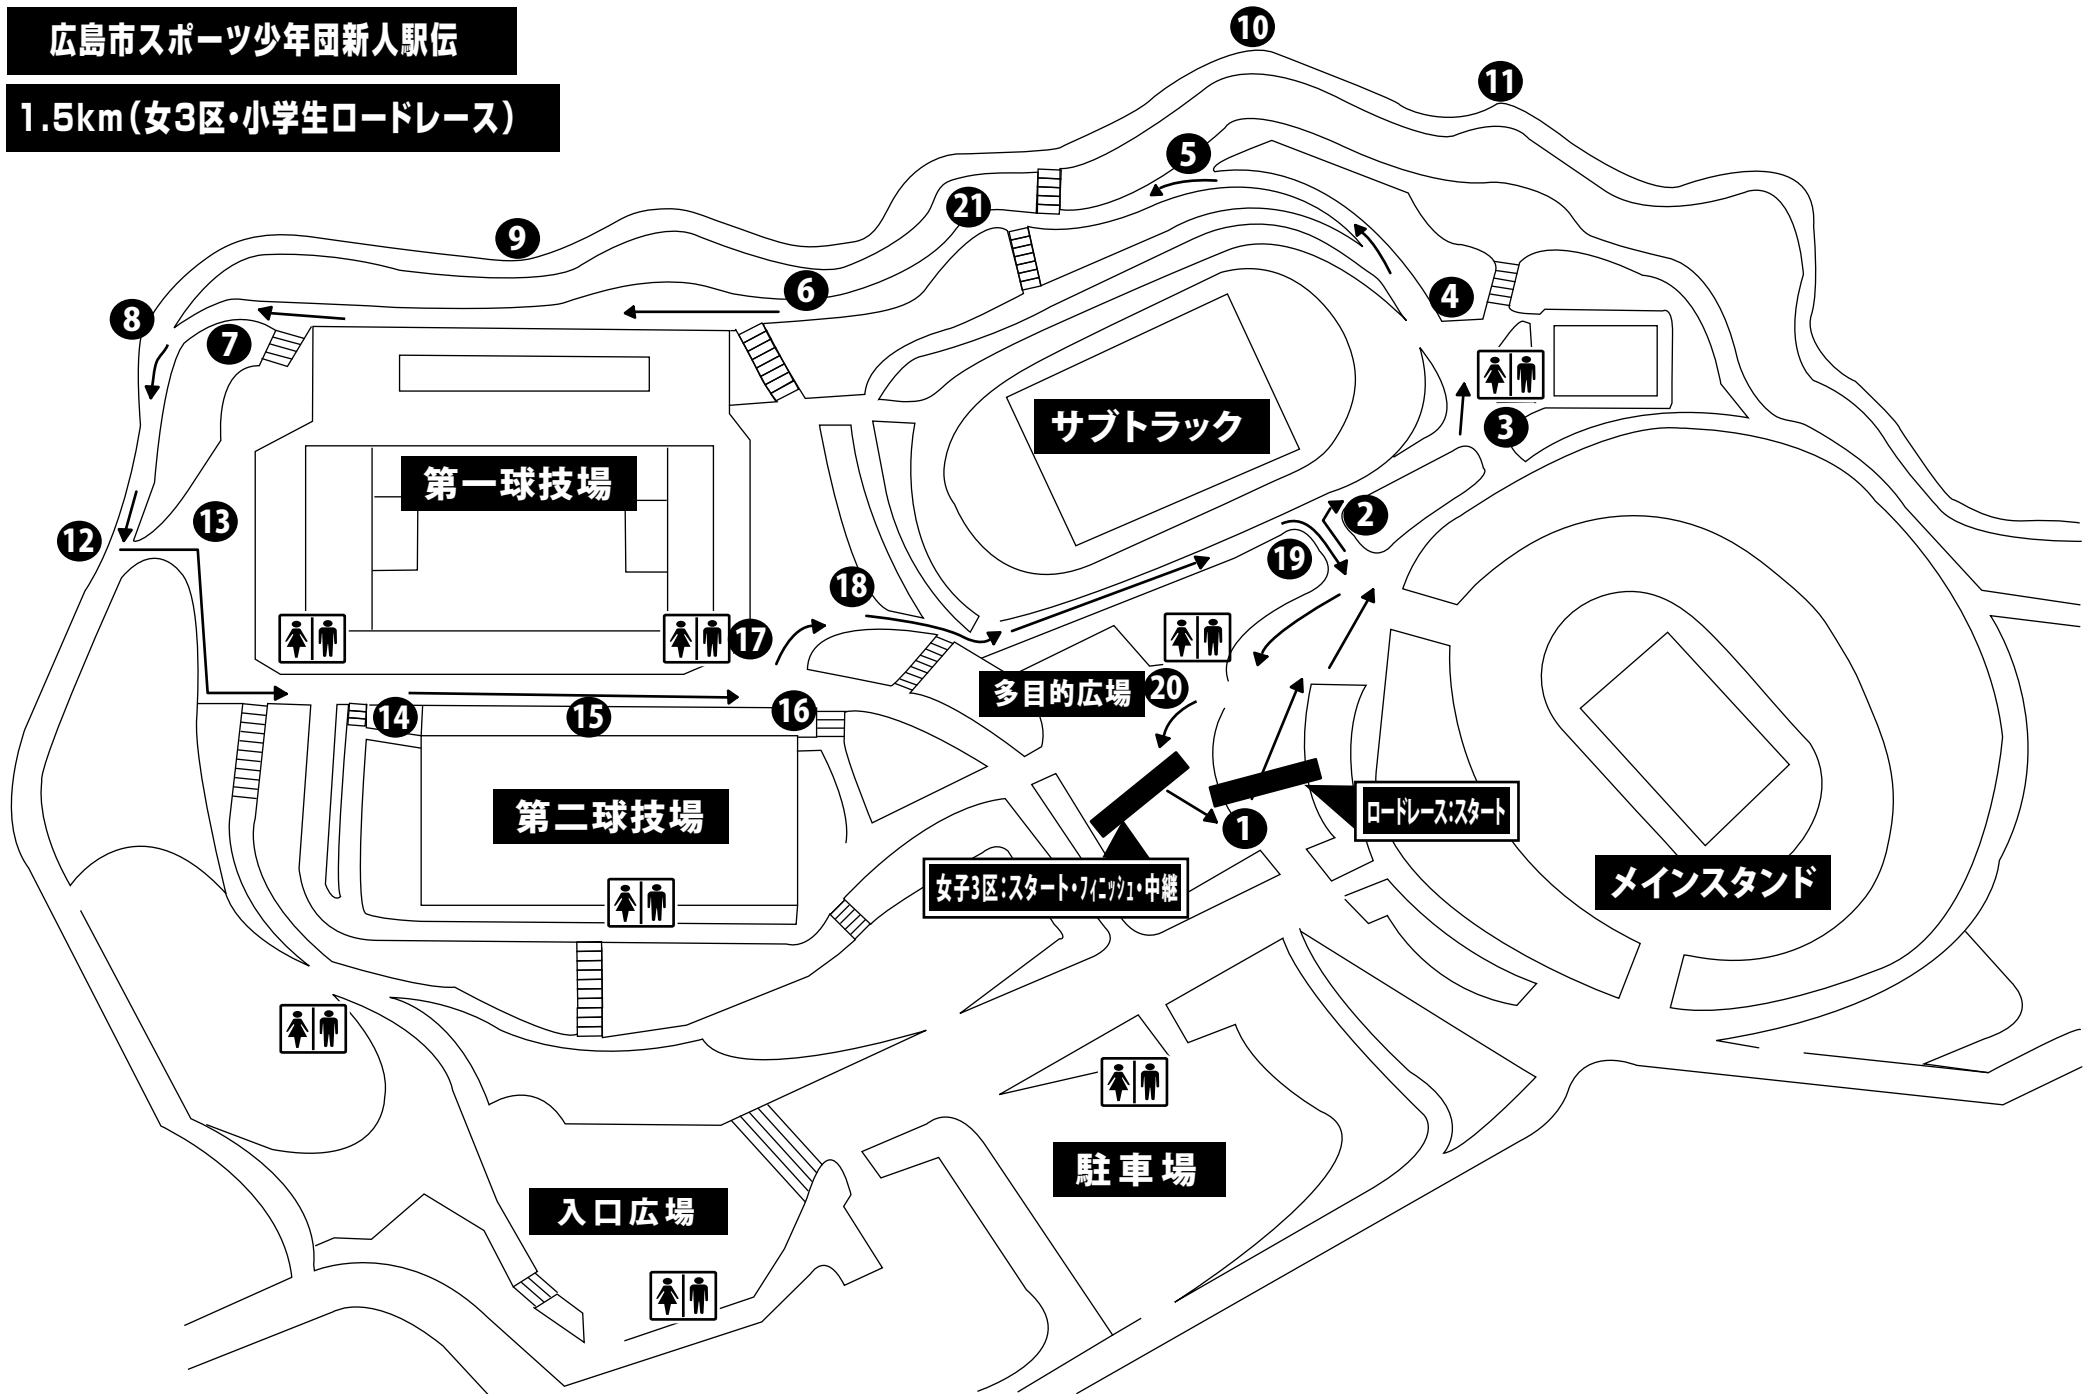 広島市スポーツ少年団新人駅伝
1.5km(女3区・小学生ロードレース)
10
11
5
21
9
6
4
8
7
3
サブトラック
第一球技場
2
13
12
19
18
17
多目的広場
20
14
15
16
第二球技場
1
ロードレース:スタート
女子3区:スタート・フィニッシュ・中継
メインスタンド
駐車場
入口広場